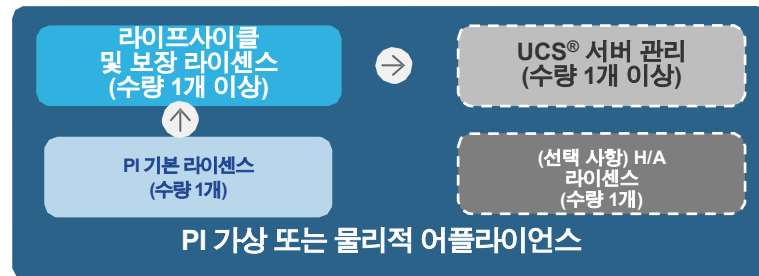 라이프사이클
및 보장 라이센스
(수량 1개 이상)
UCS® 서버 관리
(수량 1개 이상)
PI 기본 라이센스
(수량 1개)
(선택 사항) H/A
라이센스
(수량 1개)
PI 가상 또는 물리적 어플라이언스